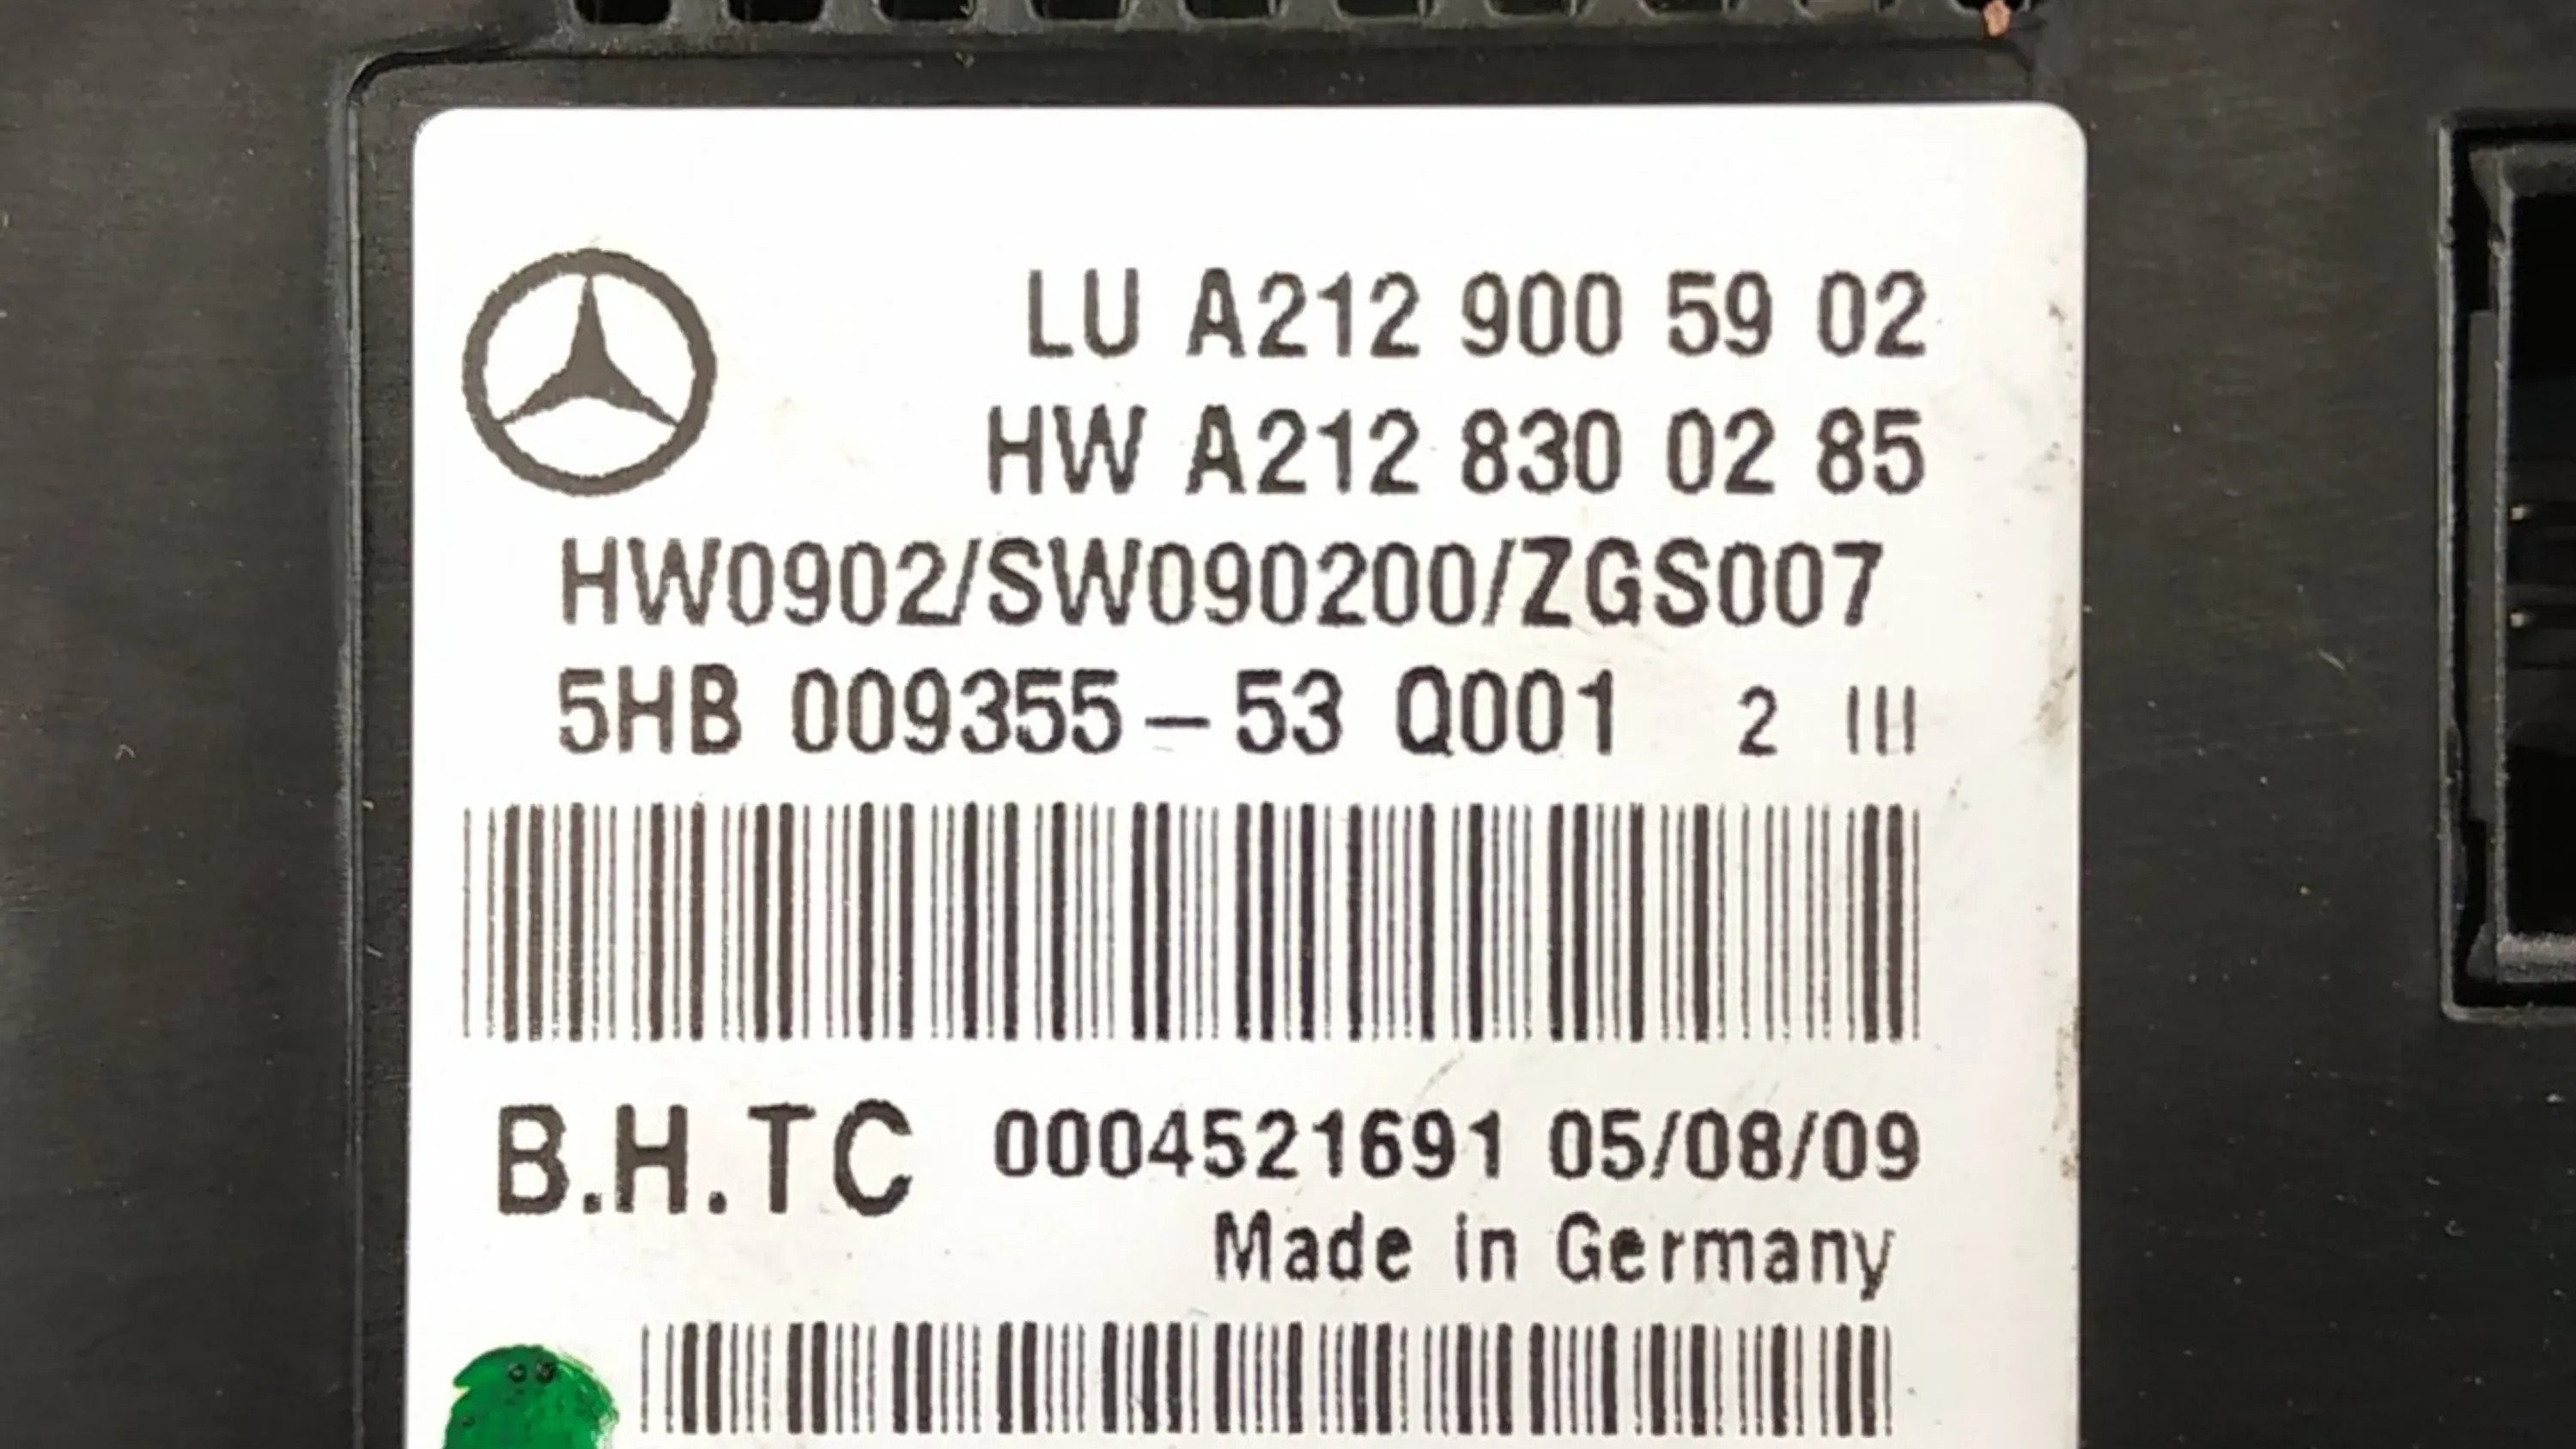 LU A212 900 59 02
HW A212 830 02 85
HW0902/SW090200/ZGS007
5HB 009355-53 Q001 2 III
B.H.TC 0004521691 05/08/09
Made in Germany